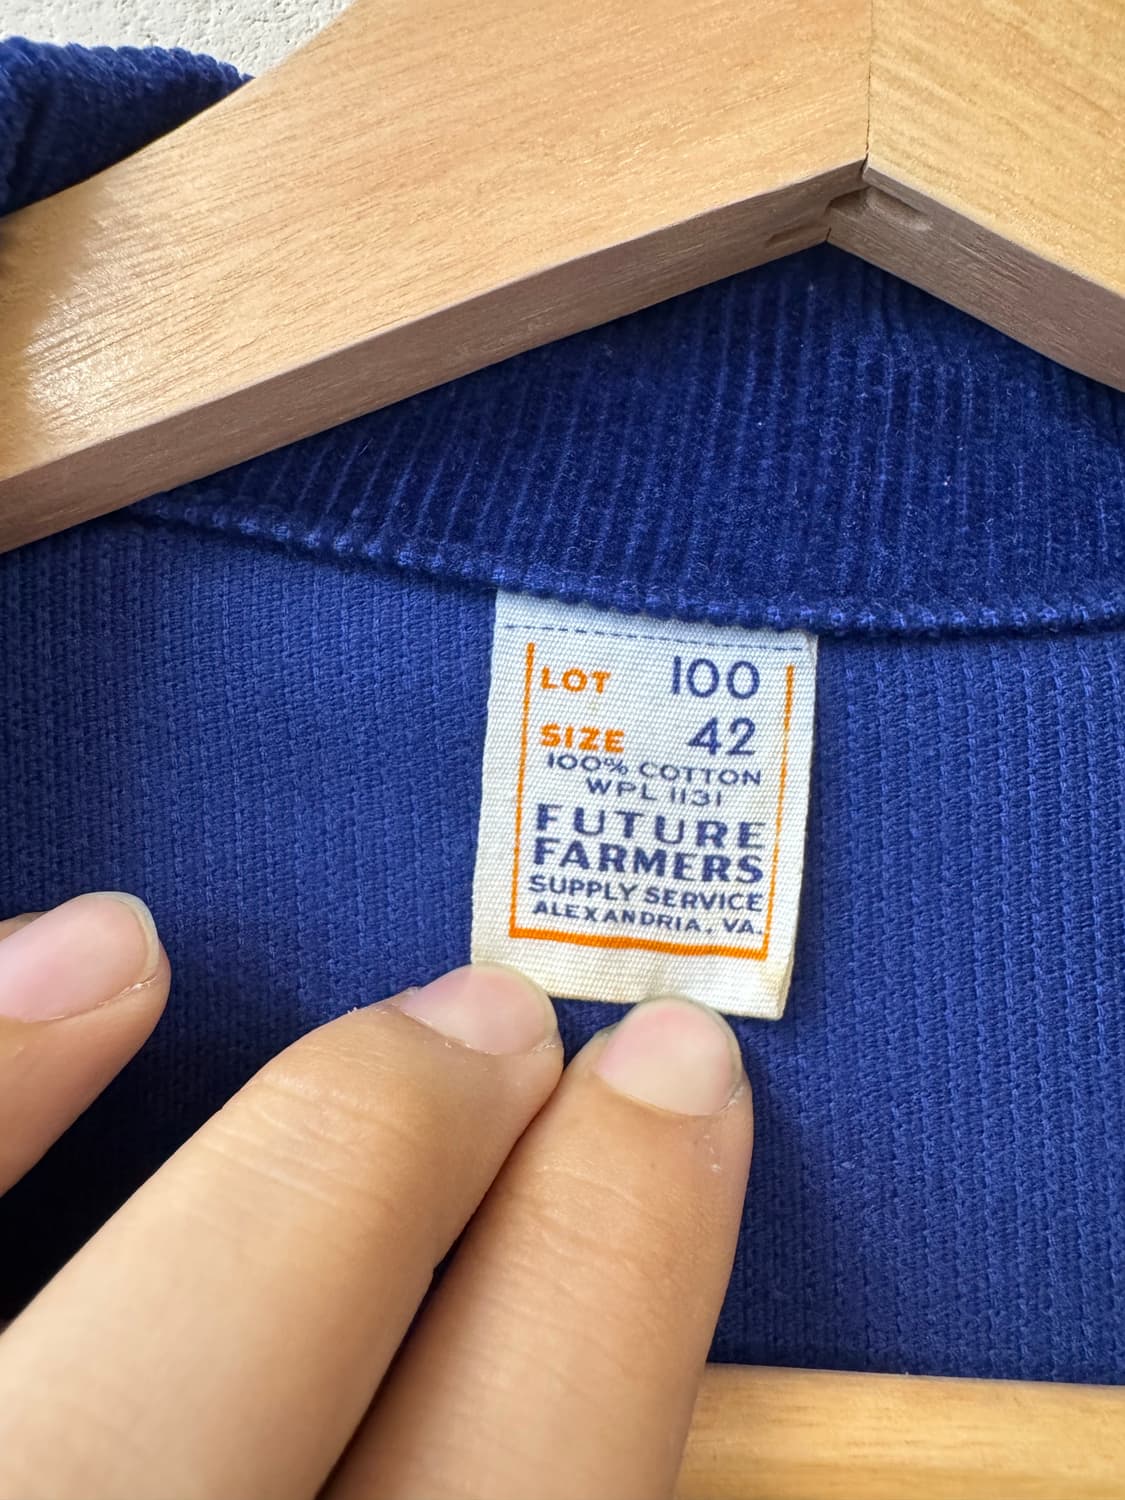 LOT 100
SIZE 42
100% COTTON
WPL 1131
FUTURE
FARMERS
SUPPLY SERVICE
ALEXANDRIA, VA.